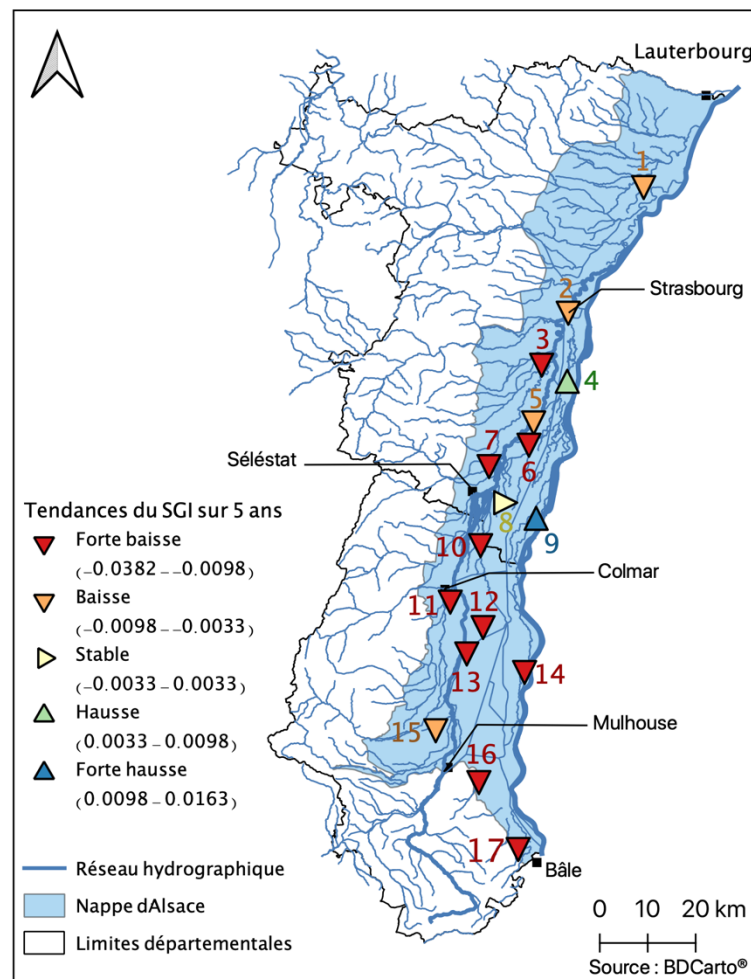 Lauterbourg
1
2
Strasbourg
3
4
5
7
6
Séléstat
8
9
Tendances du SGI sur 5 ans
Forte baisse
(-0.0382 - -0.0098)
Baisse
(-0.0098 - -0.0033)
Stable
(-0.0033 - 0.0033)
Hausse
(0.0033 - 0.0098)
Forte hausse
(0.0098 - 0.0163)
10
Colmar
11
12
13
14
15
Mulhouse
16
17
Bâle
Réseau hydrographique
Nappe dAlsace
Limites départementales
0 10 20 km
Source : BDCarto®